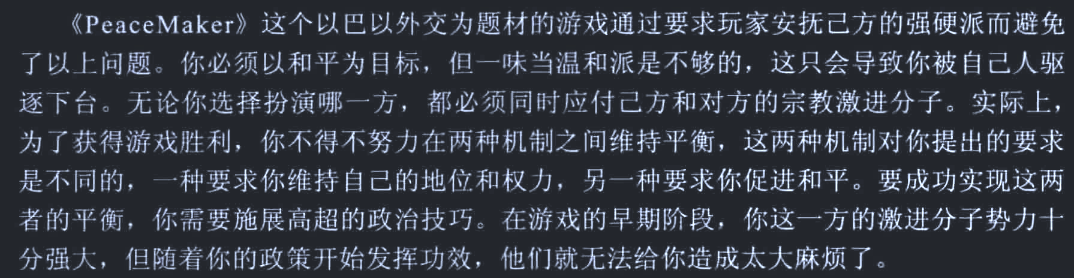 《PeaceMaker》这个以巴以外交为题材的游戏通过要求玩家安抚己方的强硬派而避免
了以上问题。你必须以和平为目标，但一味当温和派是不够的，这只会导致你被自己人驱
逐下台。无论你选择扮演哪一方，都必须同时应付己方和对方的宗教激进分子。实际上，
为了获得游戏胜利，你不得不努力在两种机制之间维持平衡，这两种机制对你提出的要求
是不同的，一种要求你维持自己的地位和权力，另一种要求你促进和平。要成功实现这两
者的平衡，你需要施展高超的政治技巧。在游戏的早期阶段，你这一方的激进分子势力十
分强大，但随着你的政策开始发挥功效，他们就无法给你造成太大麻烦了。